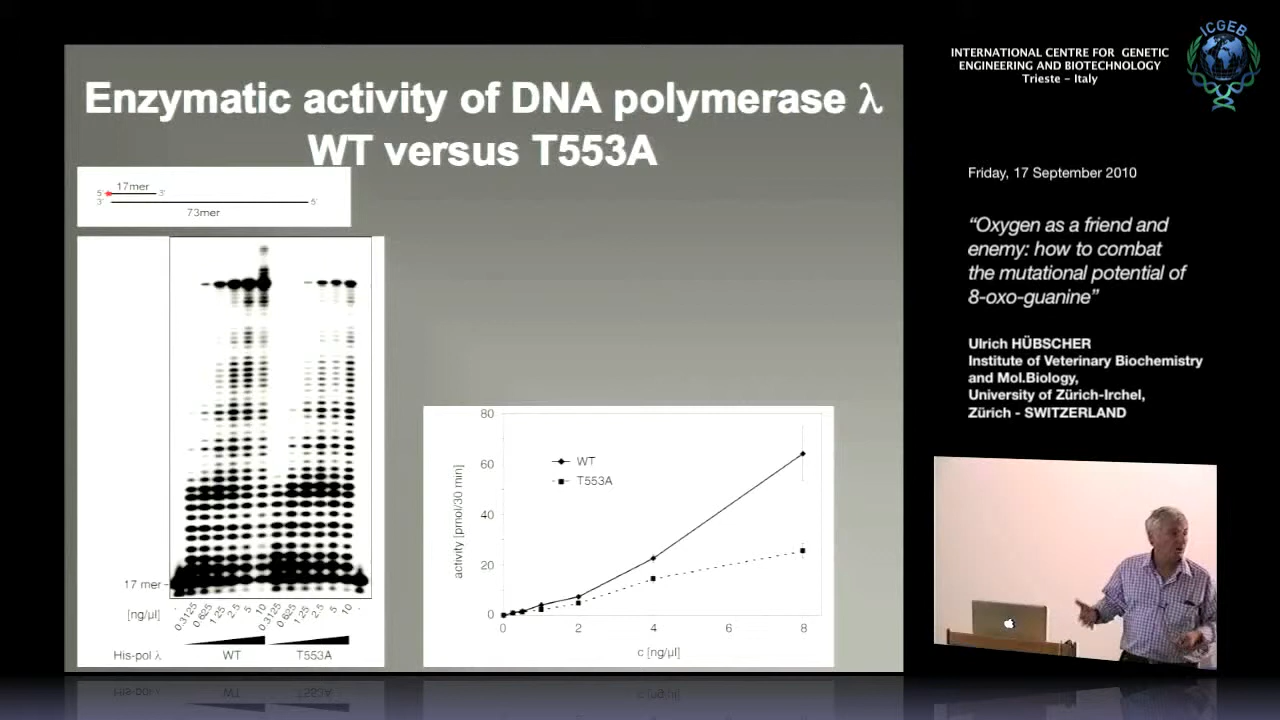 Enzymatic activity of DNA polymerase λ
WT versus T553A
17mer
5' 3'
3' 5'
73mer
17 mer
[ng/µl]
- 0.3125 0.625 1.25 2.5 5 10 0.3125 0.625 1.25 2.5 5 10 -
His-pol λ WT T553A
80
60
40
20
0
activity [pmol/30 min]
WT
T553A
0 2 4 6 8
c [ng/µl]
ICGEB
INTERNATIONAL CENTRE FOR GENETIC
ENGINEERING AND BIOTECHNOLOGY
Trieste – Italy
Friday, 17 September 2010
“Oxygen as a friend and
enemy: how to combat
the mutational potential of
8-oxo-guanine”
Ulrich HÜBSCHER
Institute of Veterinary Biochemistry
and Mol.Biology,
University of Zürich-Irchel,
Zürich - SWITZERLAND